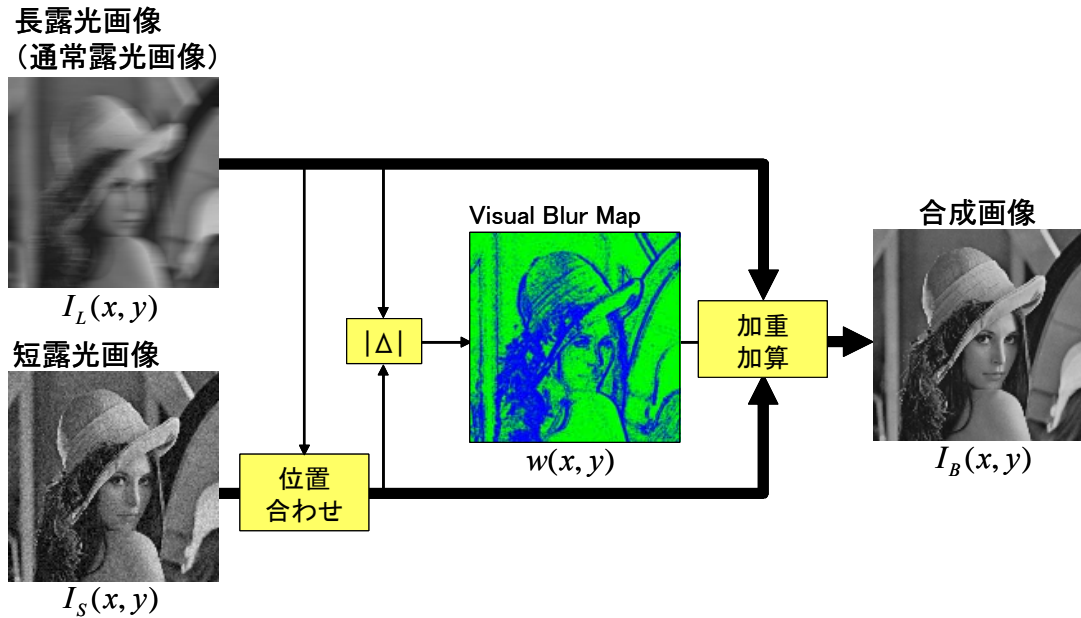 長露光画像
（通常露光画像）
I_L(x, y)
短露光画像
I_S(x, y)
位置
合わせ
|Δ|
Visual Blur Map
w(x, y)
加重
加算
合成画像
I_B(x, y)